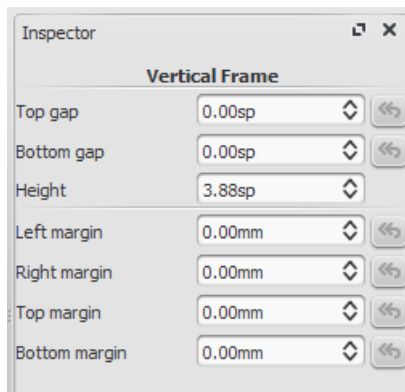 Inspector
Vertical Frame
Top gap 0.00sp
Bottom gap 0.00sp
Height 3.88sp
Left margin 0.00mm
Right margin 0.00mm
Top margin 0.00mm
Bottom margin 0.00mm